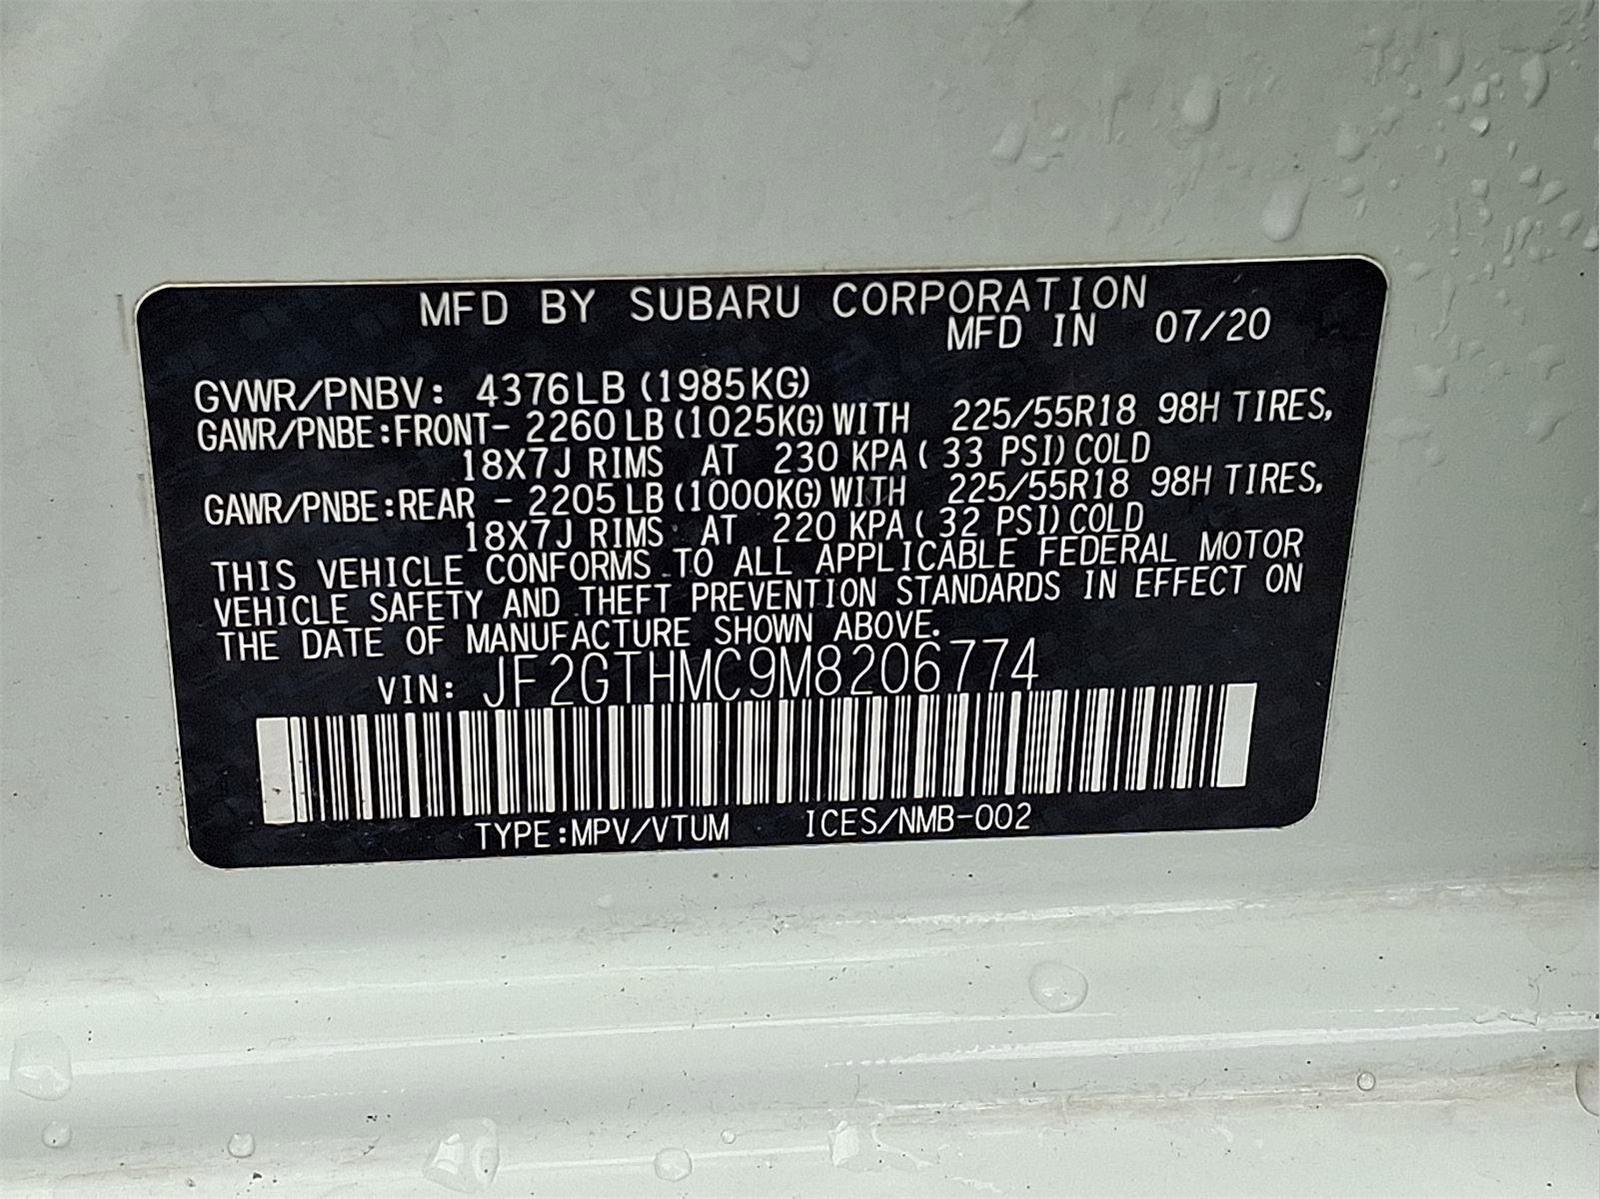 MFD BY SUBARU CORPORATION
MFD IN 07/20
GVWR/PNBV: 4376LB (1985KG)
GAWR/PNBE:FRONT- 2260LB (1025KG) WITH 225/55R18 98H TIRES,
18X7J RIMS AT 230 KPA ( 33 PSI) COLD
GAWR/PNBE:REAR - 2205LB (1000KG) WITH 225/55R18 98H TIRES,
18X7J RIMS AT 220 KPA ( 32 PSI) COLD
THIS VEHICLE CONFORMS TO ALL APPLICABLE FEDERAL MOTOR
VEHICLE SAFETY AND THEFT PREVENTION STANDARDS IN EFFECT ON
THE DATE OF MANUFACTURE SHOWN ABOVE.
VIN: JF2GTHMC9M8206774
TYPE:MPV/VTUM ICES/NMB-002